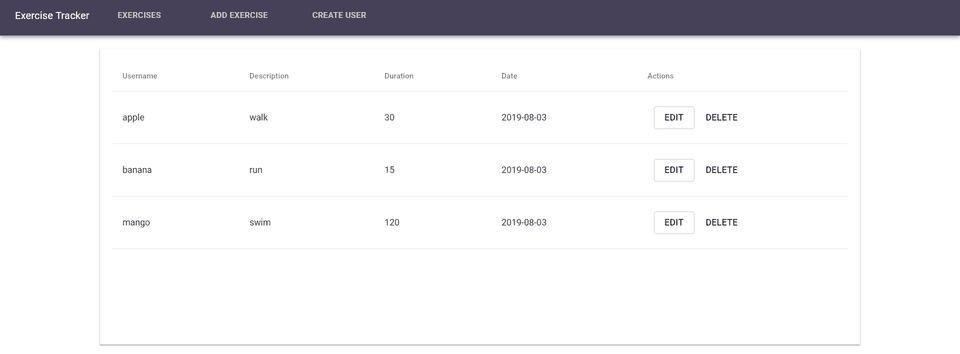 Exercise Tracker EXERCISES ADD EXERCISE CREATE USER
Username Description Duration Date Actions
apple walk 30 2019-08-03 EDIT DELETE
banana run 15 2019-08-03 EDIT DELETE
mango swim 120 2019-08-03 EDIT DELETE